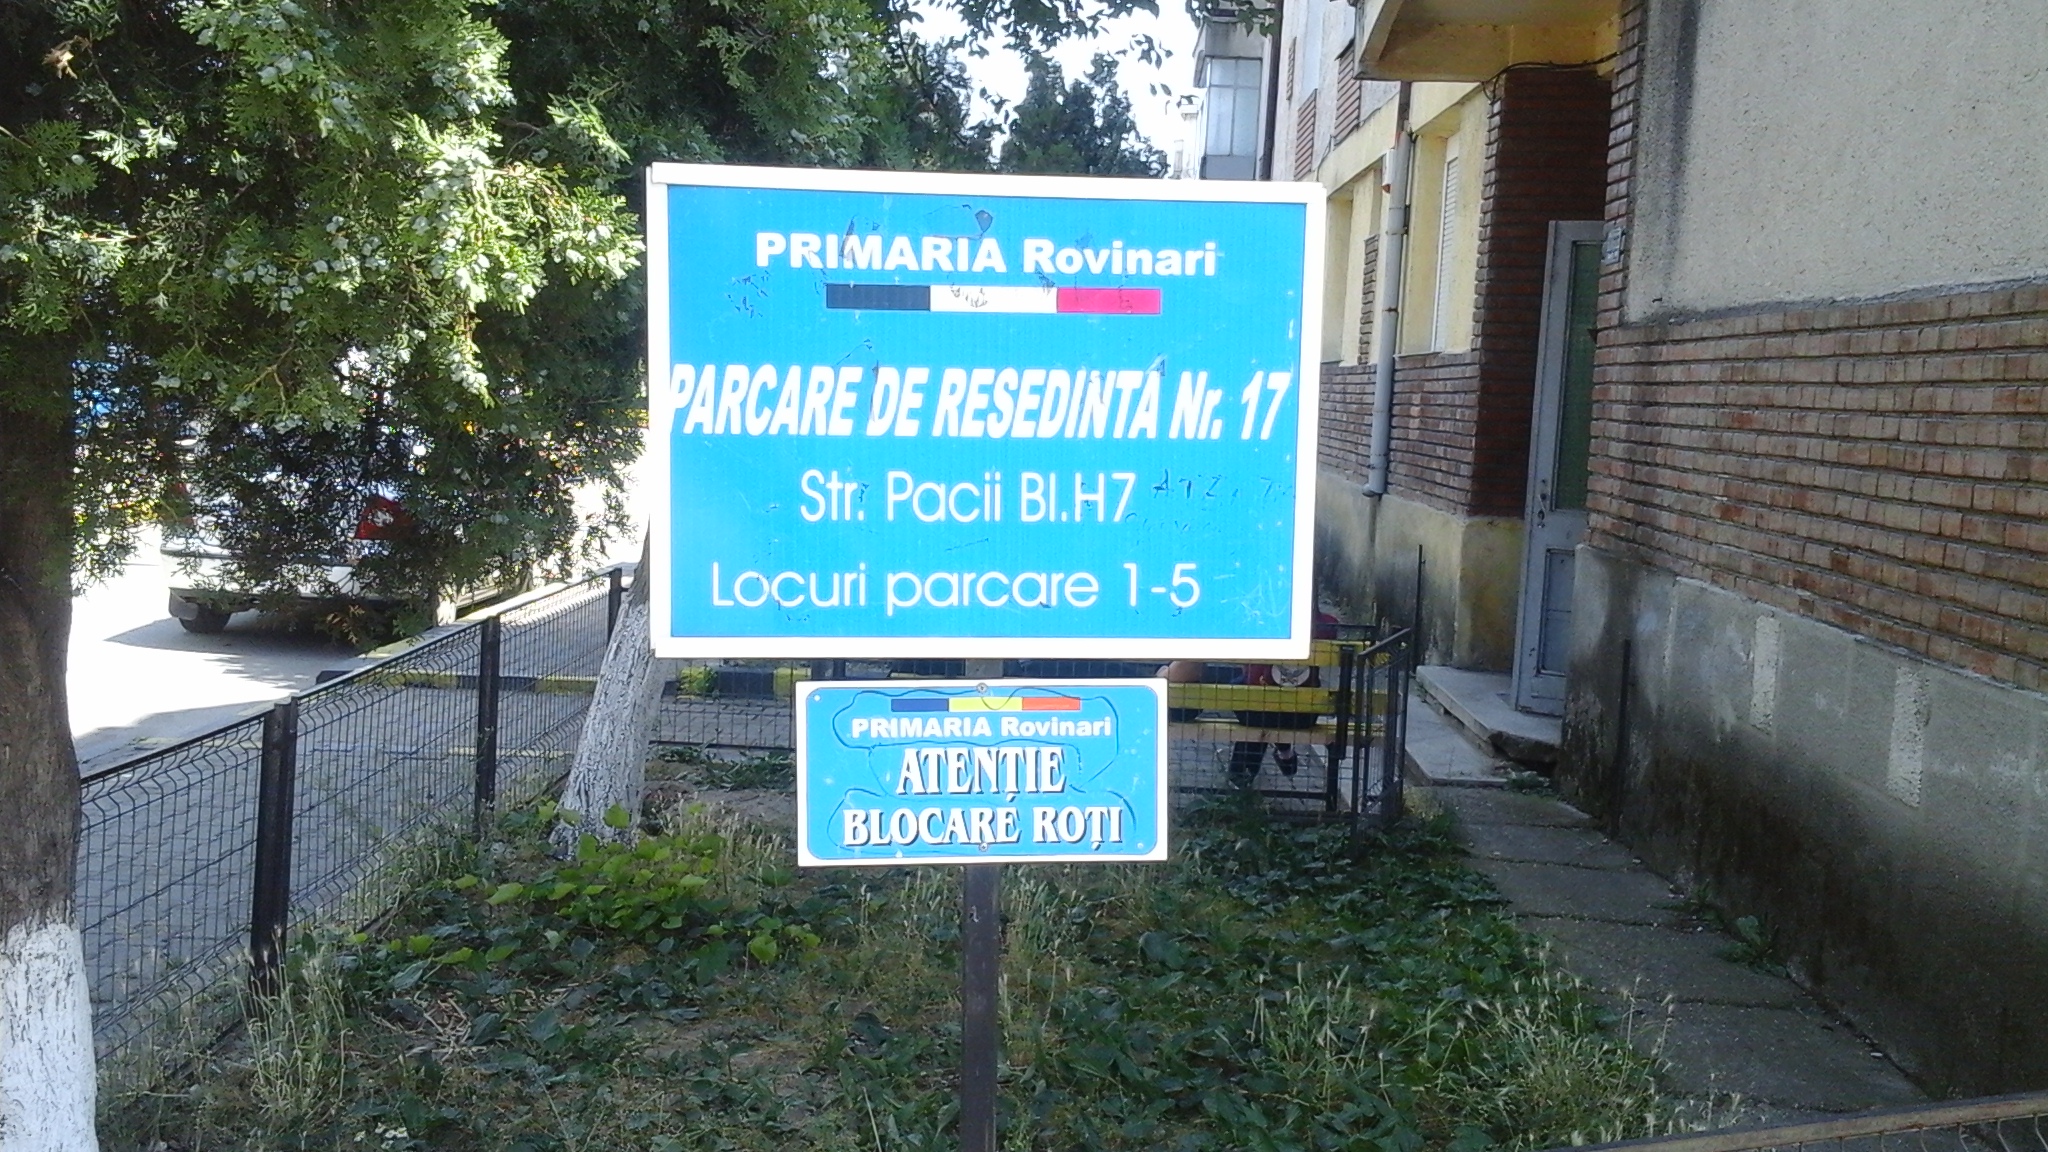 PRIMARIA Rovinari
PARCARE DE RESEDINTA Nr. 17
Str. Pacii Bl.H7
Locuri parcare 1-5
PRIMARIA Rovinari
ATENȚIE
BLOCARE ROȚI